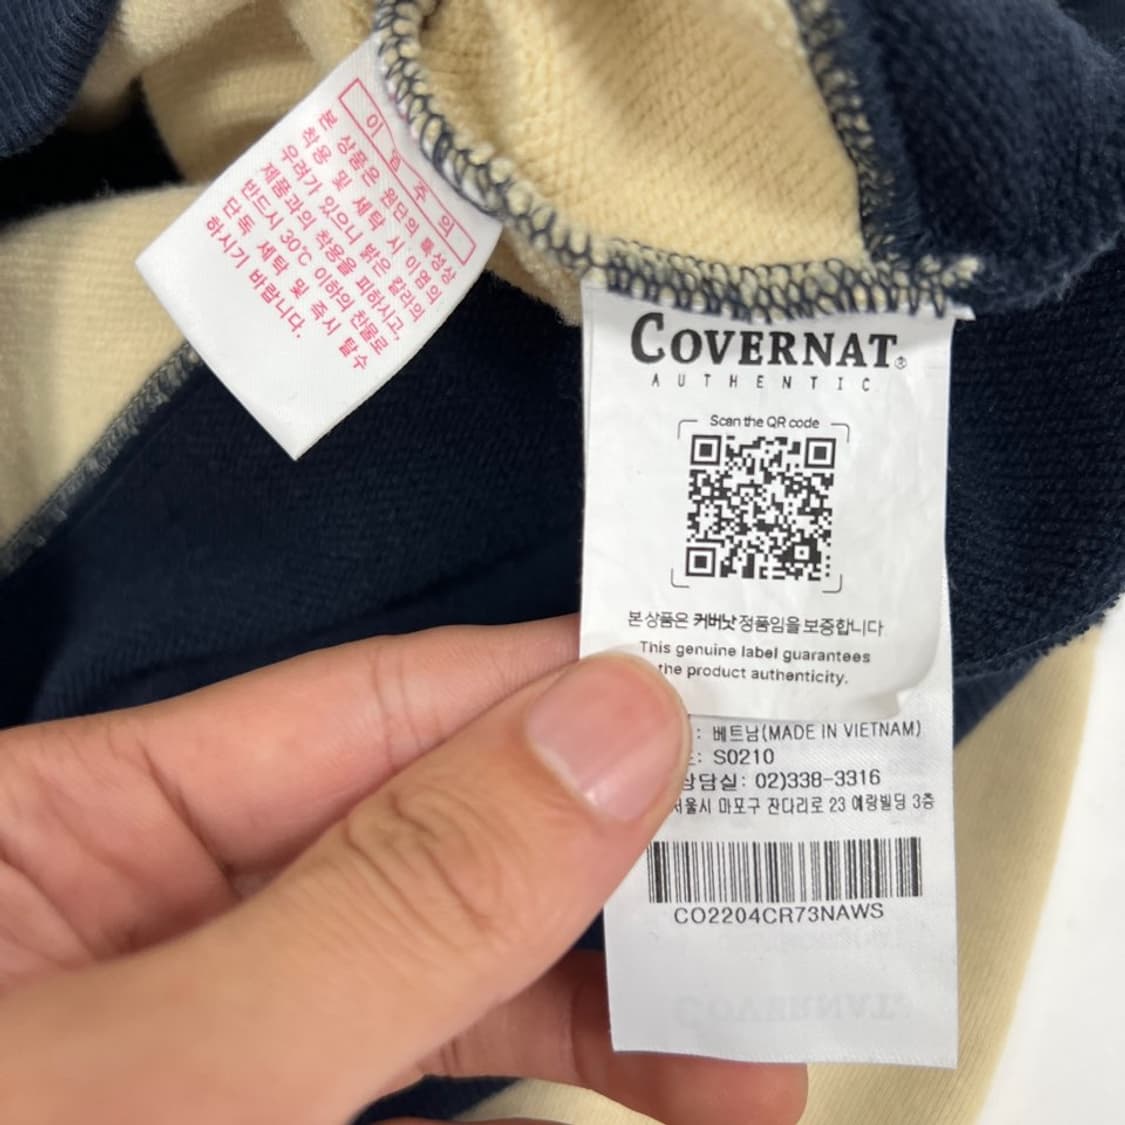 이 염 주 의
본 상품은 원단의 특성상
착용 및 세탁 시 이염의
우려가 있으니 밝은 컬러의
제품과의 착용을 피하시고,
반드시 30℃ 이하의 찬물로
단독 세탁 및 즉시 탈수
하시기 바랍니다.
COVERNAT®
AUTHENTIC
Scan the QR code
본 상품은 커버낫 정품임을 보증합니다
This genuine label guarantees
the product authenticity.
: 베트남(MADE IN VIETNAM)
: S0210
상담실: 02)338-3316
서울시 마포구 잔다리로 23 예랑빌딩 3층
CO2204CR73NAWS